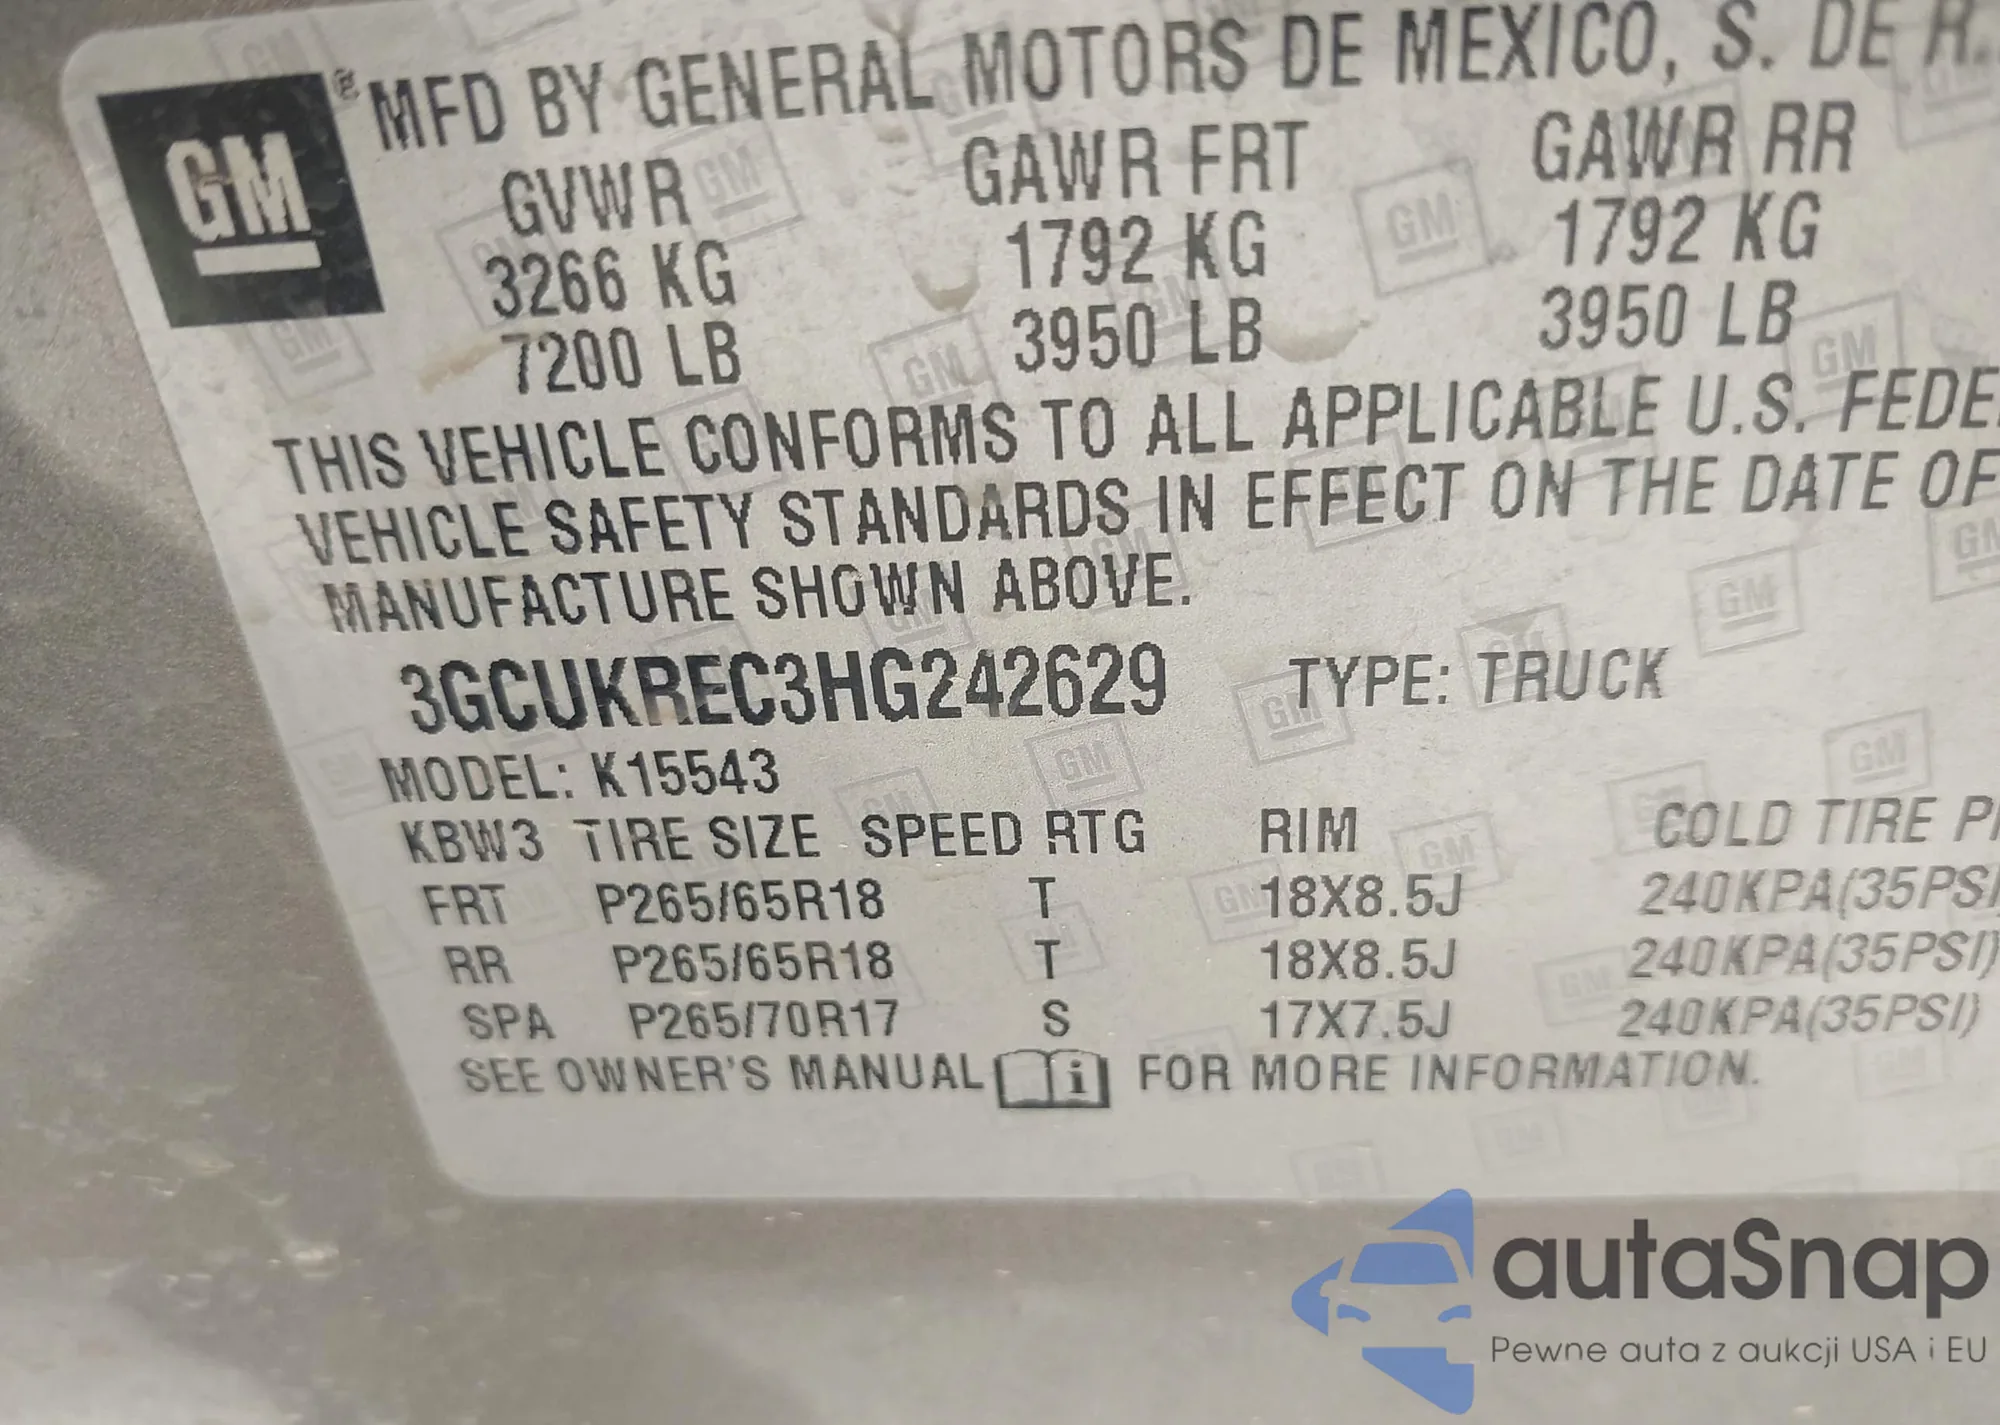 GM ® MFD BY GENERAL MOTORS DE MEXICO, S. DE R.
GVWR GAWR FRT GAWR RR
3266 KG 1792 KG 1792 KG
7200 LB 3950 LB 3950 LB
THIS VEHICLE CONFORMS TO ALL APPLICABLE U.S. FEDE
VEHICLE SAFETY STANDARDS IN EFFECT ON THE DATE OF
MANUFACTURE SHOWN ABOVE.
3GCUKREC3HG242629 TYPE: TRUCK
MODEL: K15543
KBW3 TIRE SIZE SPEED RTG RIM COLD TIRE P
FRT P265/65R18 T 18X8.5J 240KPA(35PSI
RR P265/65R18 T 18X8.5J 240KPA(35PSI)
SPA P265/70R17 S 17X7.5J 240KPA(35PSI)
SEE OWNER'S MANUAL i FOR MORE INFORMATION.
autaSnap
Pewne auta z aukcji USA i EU